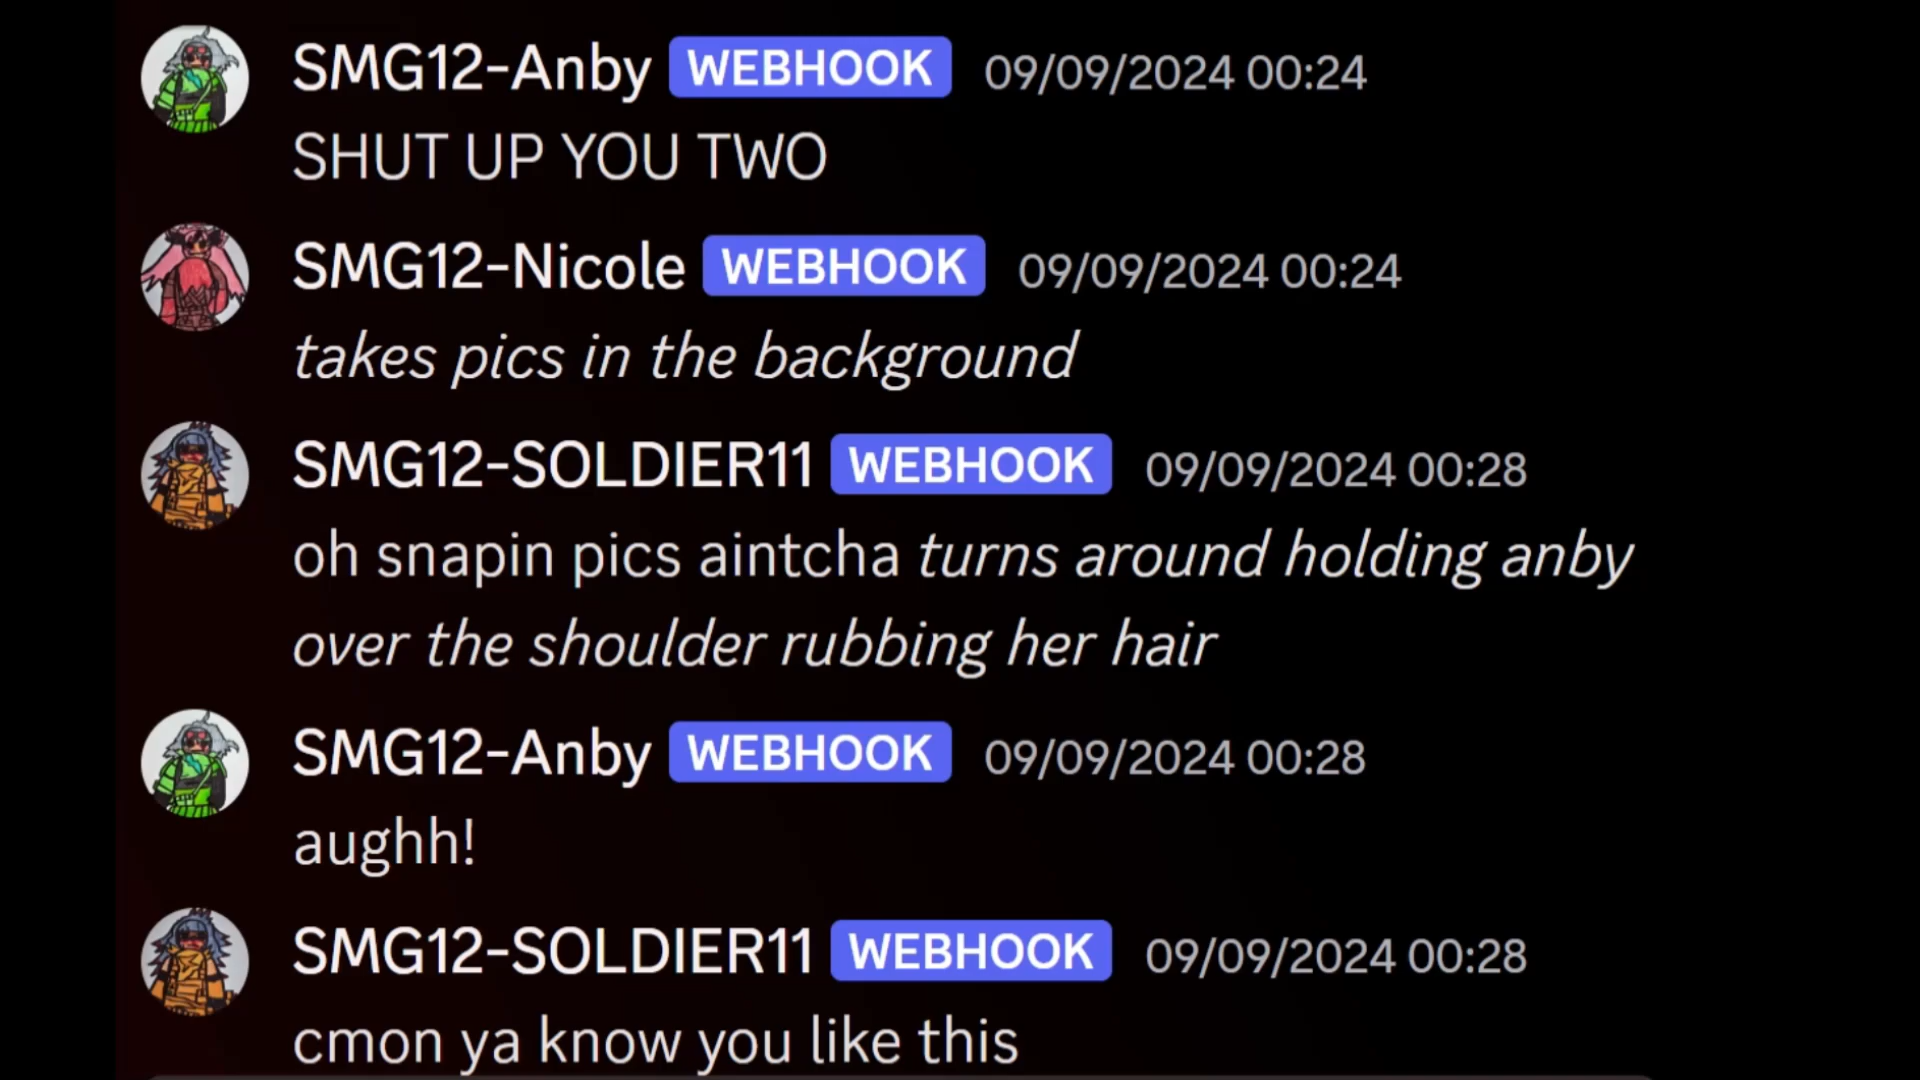 SMG12-Anby WEBHOOK 09/09/2024 00:24
SHUT UP YOU TWO
SMG12-Nicole WEBHOOK 09/09/2024 00:24
takes pics in the background
SMG12-SOLDIER11 WEBHOOK 09/09/2024 00:28
oh snapin pics aintcha turns around holding anby
over the shoulder rubbing her hair
SMG12-Anby WEBHOOK 09/09/2024 00:28
aughh!
SMG12-SOLDIER11 WEBHOOK 09/09/2024 00:28
cmon ya know you like this